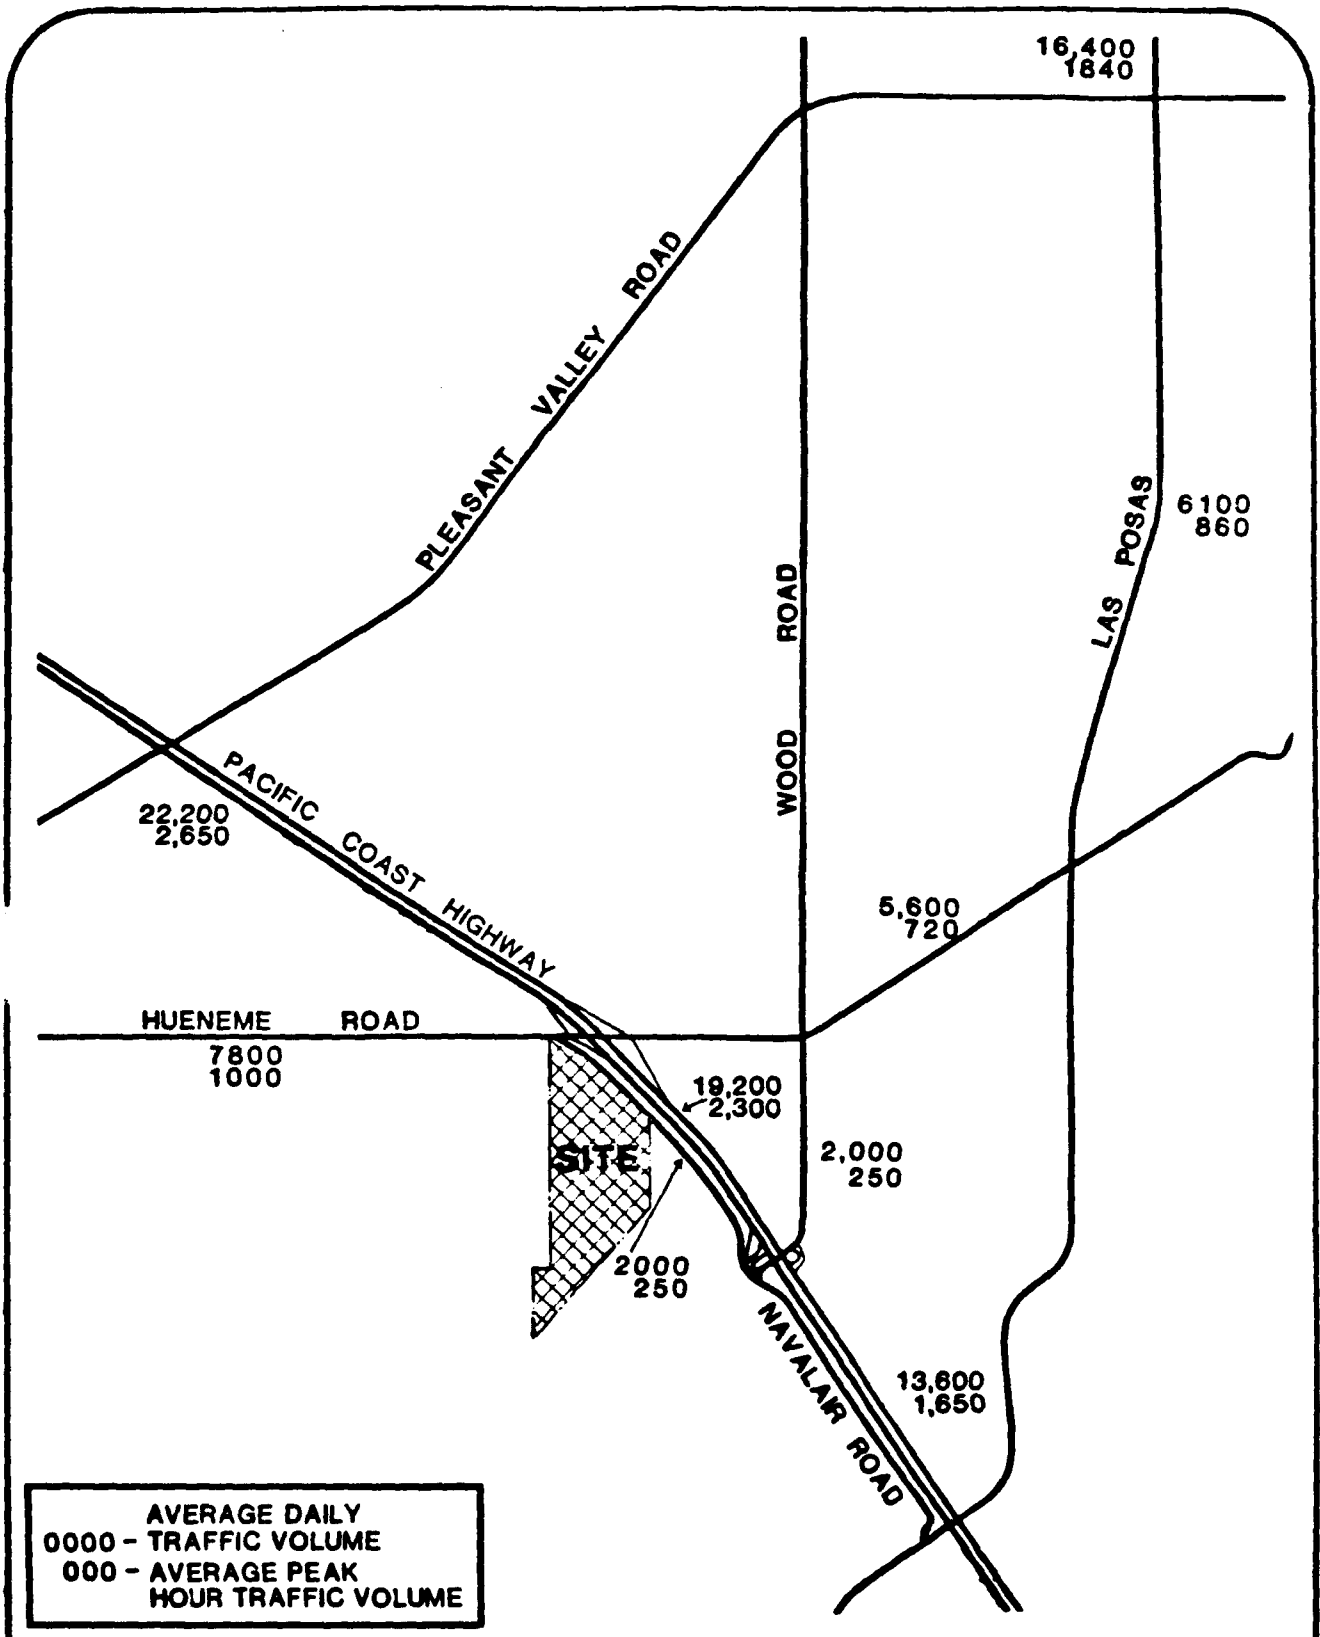 16,400
1840
PLEASANT VALLEY ROAD
6100
860
LAS POSAS
WOOD ROAD
PACIFIC COAST HIGHWAY
22,200
2,650
5,600
720
HUENEME ROAD
7800
1000
19,200
2,300
SITE
2,000
250
2000
250
NAVALAIR ROAD
13,600
1,650
AVERAGE DAILY
0000 - TRAFFIC VOLUME
000 - AVERAGE PEAK
HOUR TRAFFIC VOLUME